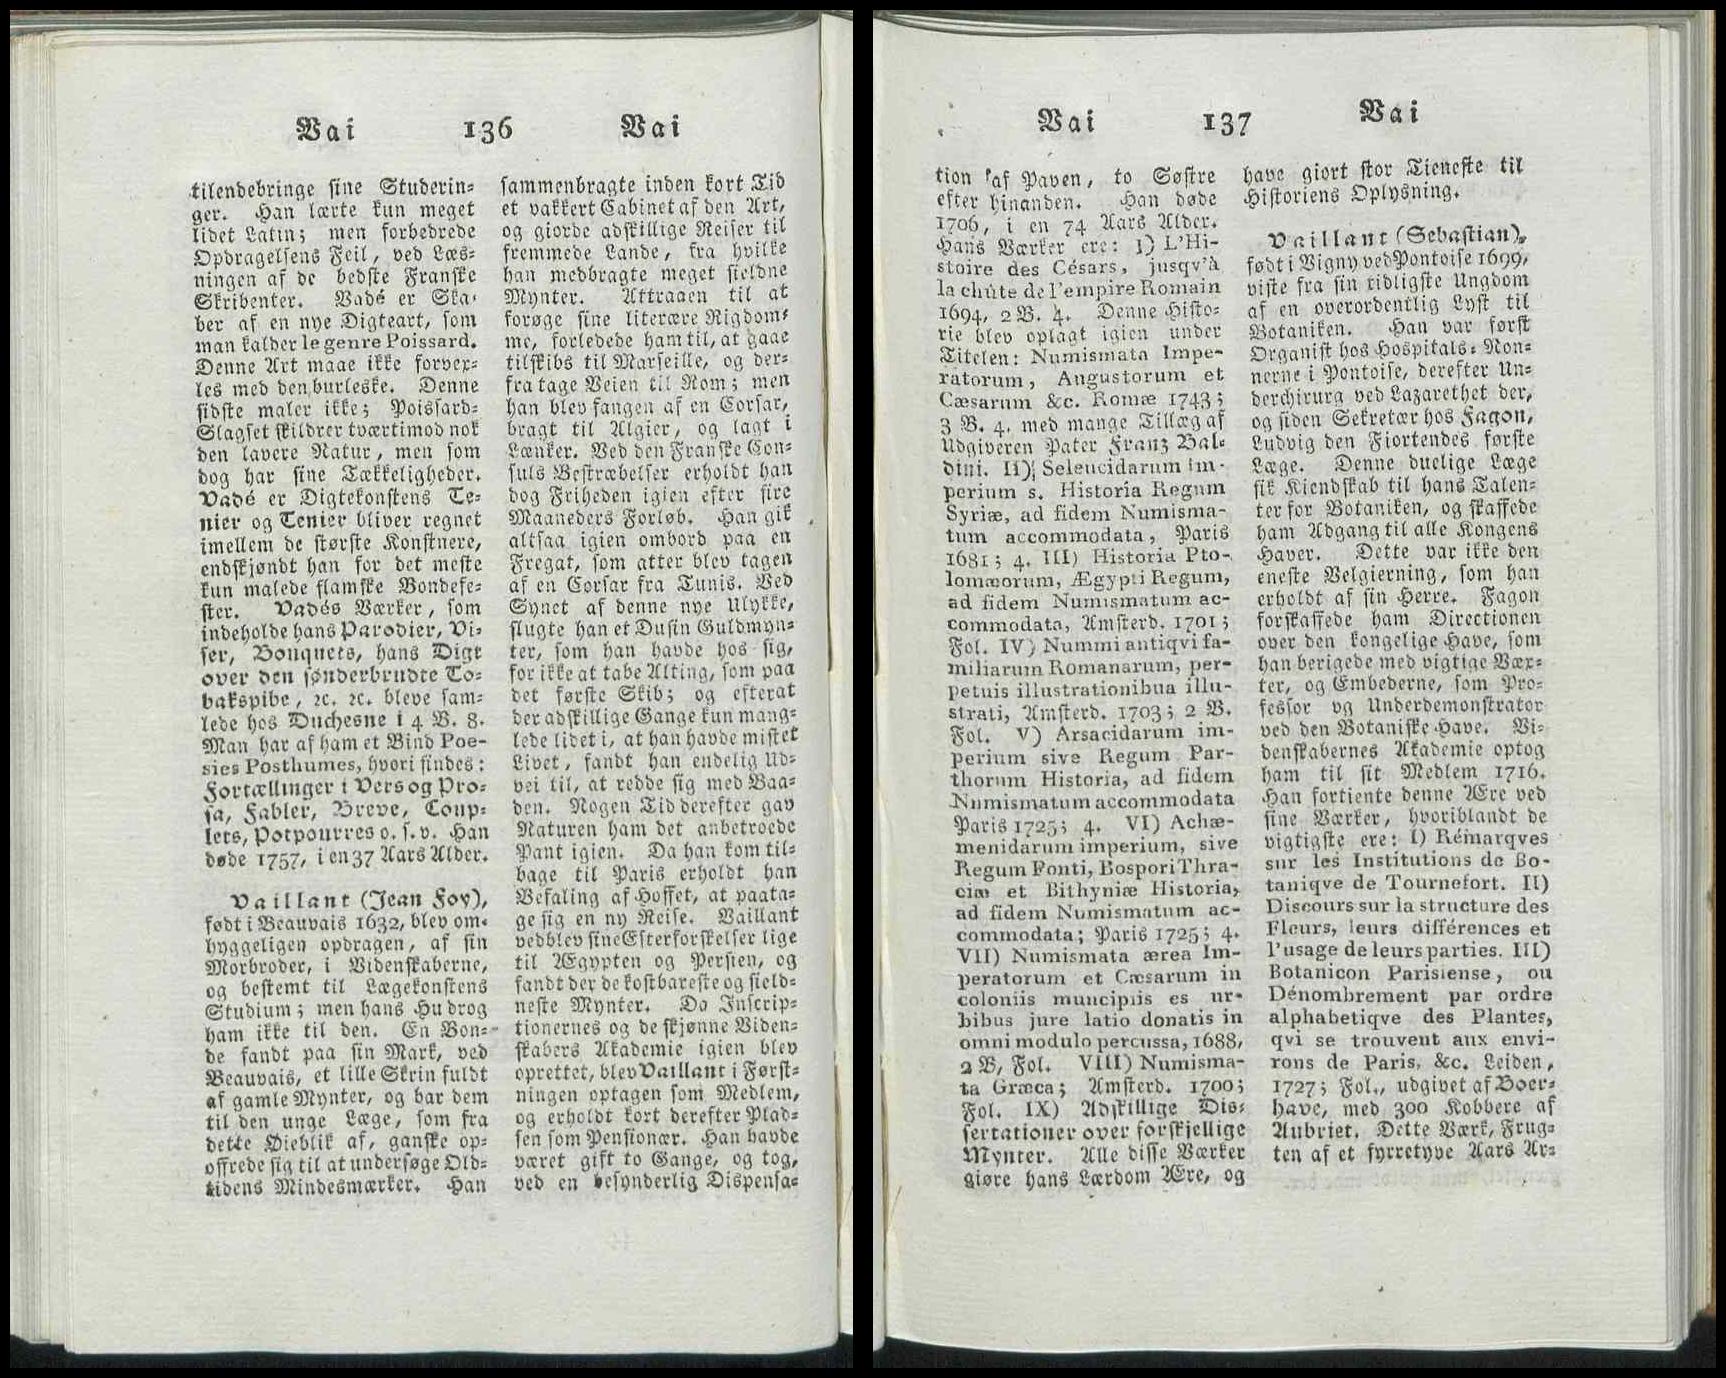 Vai 136 Vai
tilendebringe sine Studerin-
ger. Han lærte kun meget
lidet Latin; men forbedrede
Opdragelsens Feil, ved Læs-
ningen af de bedste Franske
Skribenter. Vadé er Ska-
ber af en nye Digteart, som
man kalder le genre Poissard.
Denne Art maae ikke forvex-
les med den burleske. Denne
sidste maler ikke; Poissard-
Slagset skildrer tværtimod nok
den lavere Natur, men som
dog har sine Tækkeligheder.
Vadé er Digtekonstens Te-
nier og Tenier bliver regnet
imellem de største Konstnere,
endskjøndt han for det meste
kun malede flamske Bondefe-
ster. Vadés Værker, som
indeholde hans Parodier, Vi-
ser, Bouquets, hans Digt
over den sønderbrudte To-
bakspibe, ꝛc. ꝛc. bleve sam-
lede hos Duchesne i 4 B. 8.
Man har af ham et Bind Poe-
sies Posthumes, hvori findes:
Fortællinger i Vers og Pro-
sa, Fabler, Breve, Coup-
lets, Potpourres o. s. v. Han
døde 1757, i en 37 Aars Alder.
Vaillant (Jean Foy),
født i Beauvais 1632, blev om-
hyggeligen opdragen, af sin
Morbroder, i Videnskaberne,
og bestemt til Lægekonstens
Studium; men hans Hu drog
ham ikke til den. En Bon-
de fandt paa sin Mark, ved
Beauvais, et lille Skrin fuldt
af gamle Mynter, og bar dem
til den unge Læge, som fra
dette Øieblik af, ganske op-
offrede sig til at undersøge Old-
tidens Mindesmærker. Han
sammenbragte inden kort Tid
et vakkert Cabinet af den Art,
og giorde adskillige Reiser til
fremmede Lande, fra hvilke
han medbragte meget sieldne
Mynter. Attraaen til at
forøge sine literære Rigdom-
me, forledede ham til, at gaae
tilskibs til Marseille, og der-
fra tage Veien til Rom; men
han blev fangen af en Corsar,
bragt til Algier, og lagt i
Lænker. Ved den Franske Con-
suls Bestræbelser erholdt han
dog Friheden igien efter fire
Maaneders Forløb. Han gik
altsaa igien ombord paa en
Fregat, som atter blev tagen
af en Corsar fra Tunis. Ved
Synet af denne nye Ulykke,
slugte han et Dusin Guldmyn-
ter, som han havde hos sig,
for ikke at tabe Alting, som paa
det første Skib; og efterat
der adskillige Gange kun mang-
lede lidet i, at han havde mistet
Livet, fandt han endelig Ud-
vei til, at redde sig med Baa-
den. Nogen Tid derefter gav
Naturen ham det anbetroede
Pant igien. Da han kom til-
bage til Paris erholdt han
Befaling af Hoffet, at paata-
ge sig en ny Reise. Vaillant
vedblev sine Efterforskelser lige
til Ægypten og Persien, og
fandt der de kostbareste og sield-
neste Mynter. Da Inscrip-
tionernes og de skjønne Viden-
skabers Akademie igien blev
oprettet, blev Vaillant i Først-
ningen optagen som Medlem,
og erholdt kort derefter Plad-
sen som Pensionær. Han havde
været gift to Gange, og tog,
ved en besynderlig Dispensa-
Vai 137 Vai
tion af Paven, to Søstre
efter hinanden. Han døde
1706, i en 74 Aars Alder.
Hans Værker ere: I) L'Hi-
stoire des Césars, jusqv'à
la chûte de l'empire Romain
1694, 2 B. 4. Denne Histo-
rie blev oplagt igien under
Titelen: Numismata Impe-
ratorum, Angustorum et
Cæsarum &c. Romæ 1743;
3 B. 4. med mange Tillæg af
Udgiveren Pater Franz Bal-
dini. II) Seleucidarum im-
perium s. Historia Regum
Syriæ, ad fidem Numisma-
tum accommodata, Paris
1681; 4. III) Historia Pto-
lomæorum, Ægypti Regum,
ad fidem Numismatum ac-
commodata, Amsterd. 1701;
Fol. IV) Nummi antiqvi fa-
miliarum Romanarum, per-
petuis illustrationibua illu-
strati, Amsterd. 1703; 2 B.
Fol. V) Arsacidarum im-
perium sive Regum Par-
thorum Historia, ad fidem
Numismatum accommodata
Paris 1725; 4. VI) Achæ-
menidarum imperium, sive
Regum Ponti, Bospori Thra-
ciæ et Bithyniæ Historia,
ad fidem Numismatum ac-
commodata; Paris 1725; 4.
VII) Numismata ærea Im-
peratorum et Cæsarum in
coloniis muncipiis es ur-
bibus jure latio donatis in
omni modulo percussa, 1688,
2 B, Fol. VIII) Numisma-
ta Græca; Amsterd. 1700;
Fol. IX) Adskillige Dis-
sertationer over forskjellige
Mynter. Alle disse Værker
giøre hans Lærdom Ære, og
have giort stor Tieneste til
Historiens Oplysning.
Vaillant (Sebastian),
født i Vigny ved Pontoise 1699,
viste fra sin tidligste Ungdom
af en overordentlig Lyst til
Botaniken. Han var først
Organist hos Hospitals-Non-
nerne i Pontoise, derefter Un-
derchirurg ved Lazarethet der,
og siden Sekretær hos Fagon,
Ludvig den Fiortendes første
Læge. Denne duelige Læge
fik Kiendskab til hans Talen-
ter for Botaniken, og skaffede
ham Adgang til alle Kongens
Haver. Dette var ikke den
eneste Velgierning, som han
erholdt af sin Herre. Fagon
forskaffede ham Directionen
over den kongelige Have, som
han berigede med vigtige Væx-
ter, og Embederne, som Pro-
fessor og Underdemonstrator
ved den Botaniske Have. Vi-
denskabernes Akademie optog
ham til sit Medlem 1716.
Han fortiente denne Ære ved
sine Værker, hvoriblandt de
vigtigste ere: I) Rémarqves
sur les Institutions de Bo-
taniqve de Tournefort. II)
Discours sur la structure des
Fleurs, leurs différences et
l'usage de leurs parties. III)
Botanicon Parisiense, ou
Dénombrement par ordre
alphabetiqve des Plantes,
qvi se trouvent aux envi-
rons de Paris, &c. Leiden,
1727; Fol., udgivet af Boer-
have, med 300 Kobbere af
Aubriet. Dette Værk, Frug-
ten af et fyrretyve Aars Ar-